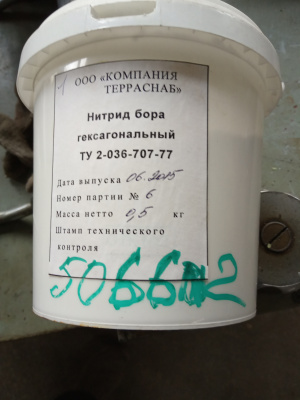 ООО «КОМПАНИЯ
ТЕРРАСНАБ»
Нитрид бора
гексагональный
ТУ 2-036-707-77
Дата выпуска 06.2015
Номер партии № 6
Масса нетто 0,5 кг
Штамп технического
контроля